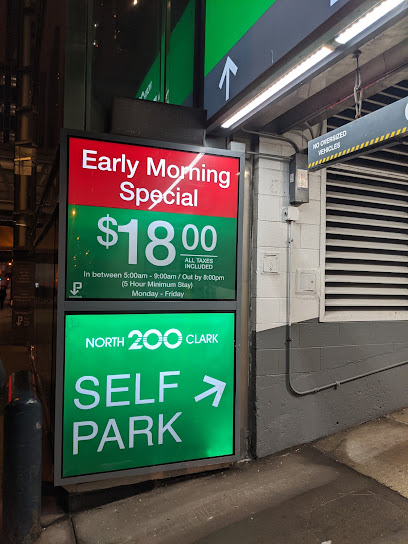 Early Morning
Special
$18 00
ALL TAXES
INCLUDED
In between 5:00am - 9:00am / Out by 8:00pm
(5 Hour Minimum Stay)
Monday - Friday
P
NORTH 200 CLARK
SELF
PARK
NO OVERSIZED
VEHICLES